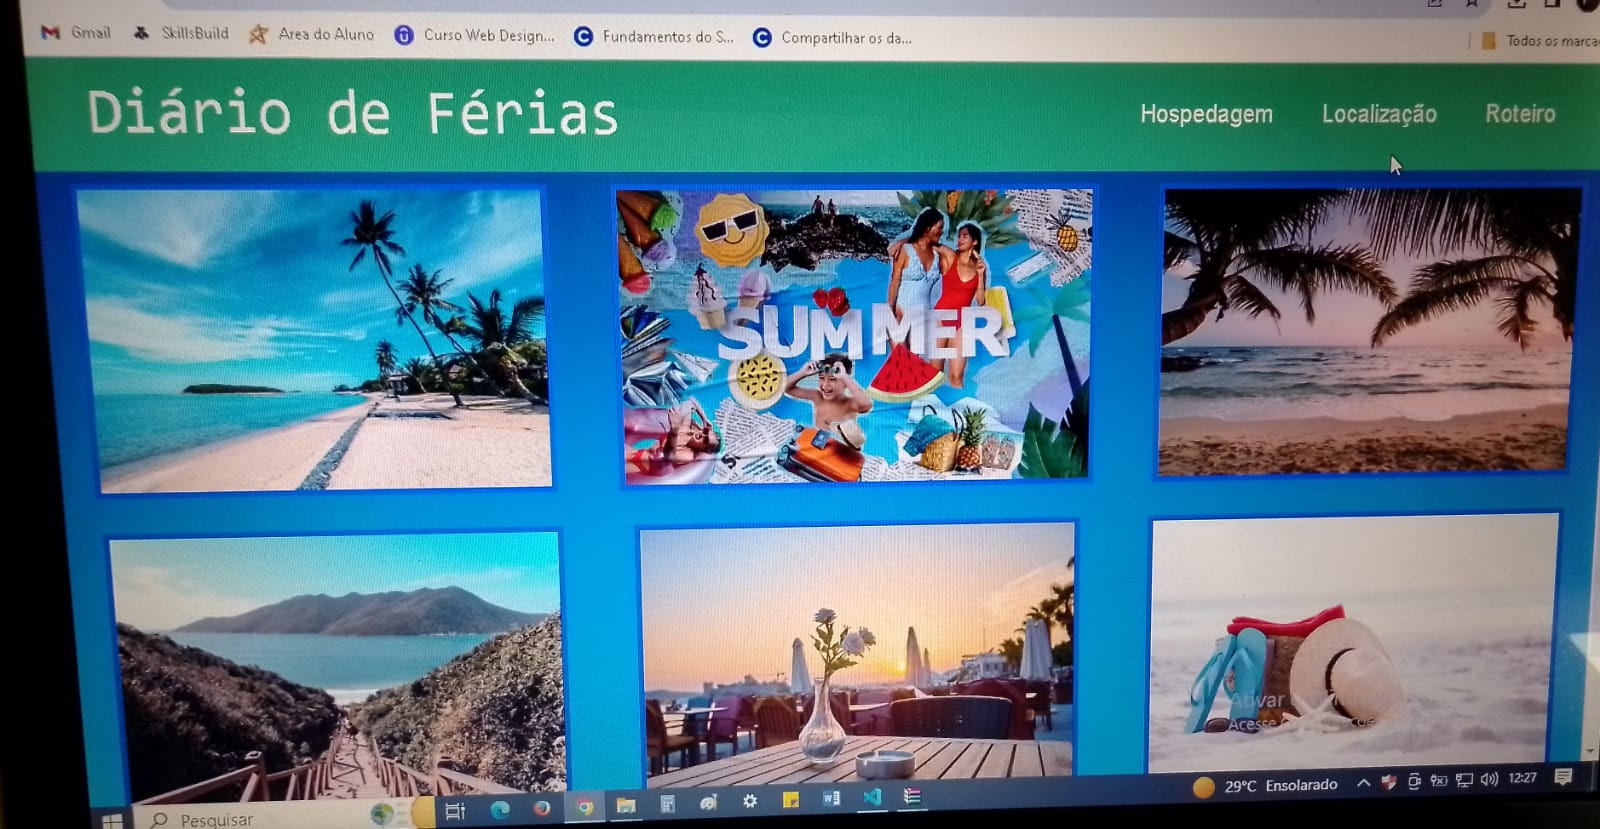 Gmail SkillsBuild Area do Aluno Curso Web Design... Fundamentos do S... Compartilhar os da...
Todos os marca
Diário de Férias
Hospedagem Localização Roteiro
SUMMER
Ativar
Acesse
29°C Ensolarado
12:27
Pesquisar